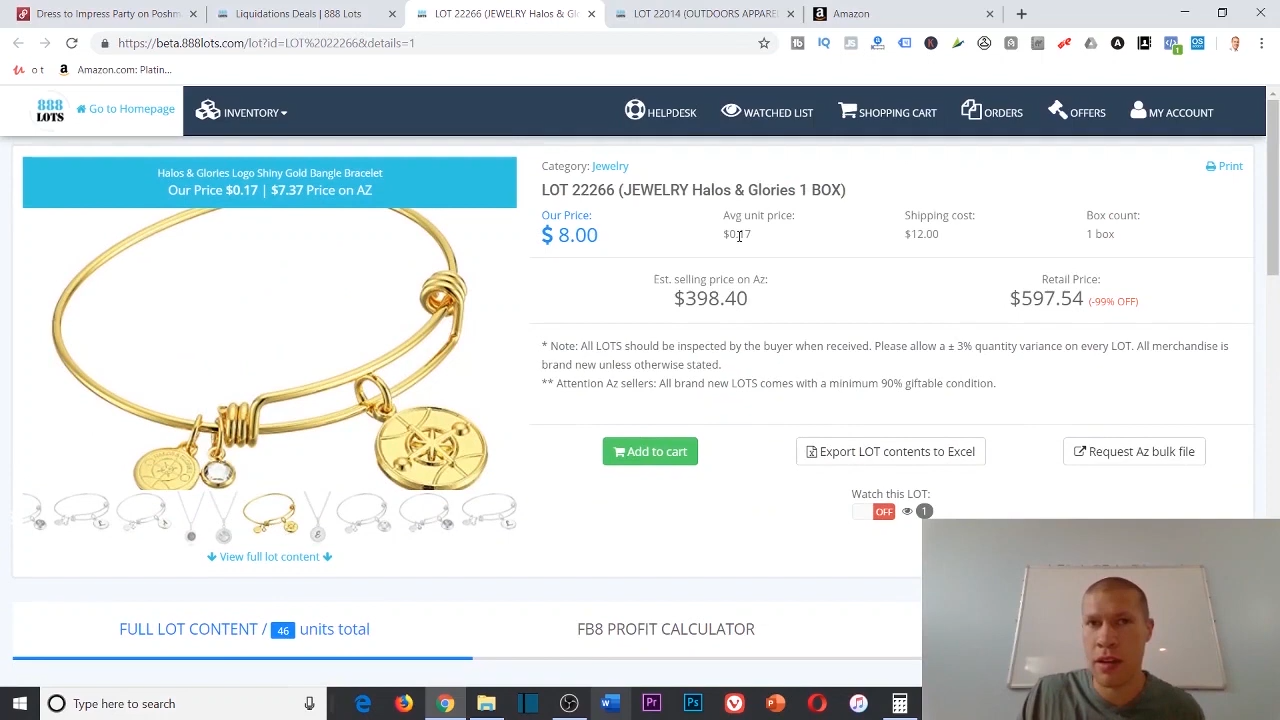 Dress to Impress Party on Poshm
Liquidations Deals | 888 Lots
LOT 22266 (JEWELRY Halos & Gl
LOT 22014 (OUTDOORS APPARE
Amazon
https://beta.888lots.com/lot?id=LOT%2022266&details=1
o t
Amazon.com: Platin...
888 LOTS
Go to Homepage
INVENTORY
HELPDESK
WATCHED LIST
SHOPPING CART
ORDERS
OFFERS
MY ACCOUNT
Halos & Glories Logo Shiny Gold Bangle Bracelet
Our Price $0.17 | $7.37 Price on AZ
Category: Jewelry
Print
LOT 22266 (JEWELRY Halos & Glories 1 BOX)
Our Price:
Avg unit price:
Shipping cost:
Box count:
$ 8.00
$0.17
$12.00
1 box
Est. selling price on Az:
Retail Price:
$398.40
$597.54 (-99% OFF)
* Note: All LOTS should be inspected by the buyer when received. Please allow a ± 3% quantity variance on every LOT. All merchandise is
brand new unless otherwise stated.
** Attention Az sellers: All brand new LOTS comes with a minimum 90% giftable condition.
Add to cart
Export LOT contents to Excel
Request Az bulk file
Watch this LOT:
OFF
1
View full lot content
FULL LOT CONTENT / 46 units total
FB8 PROFIT CALCULATOR
Type here to search